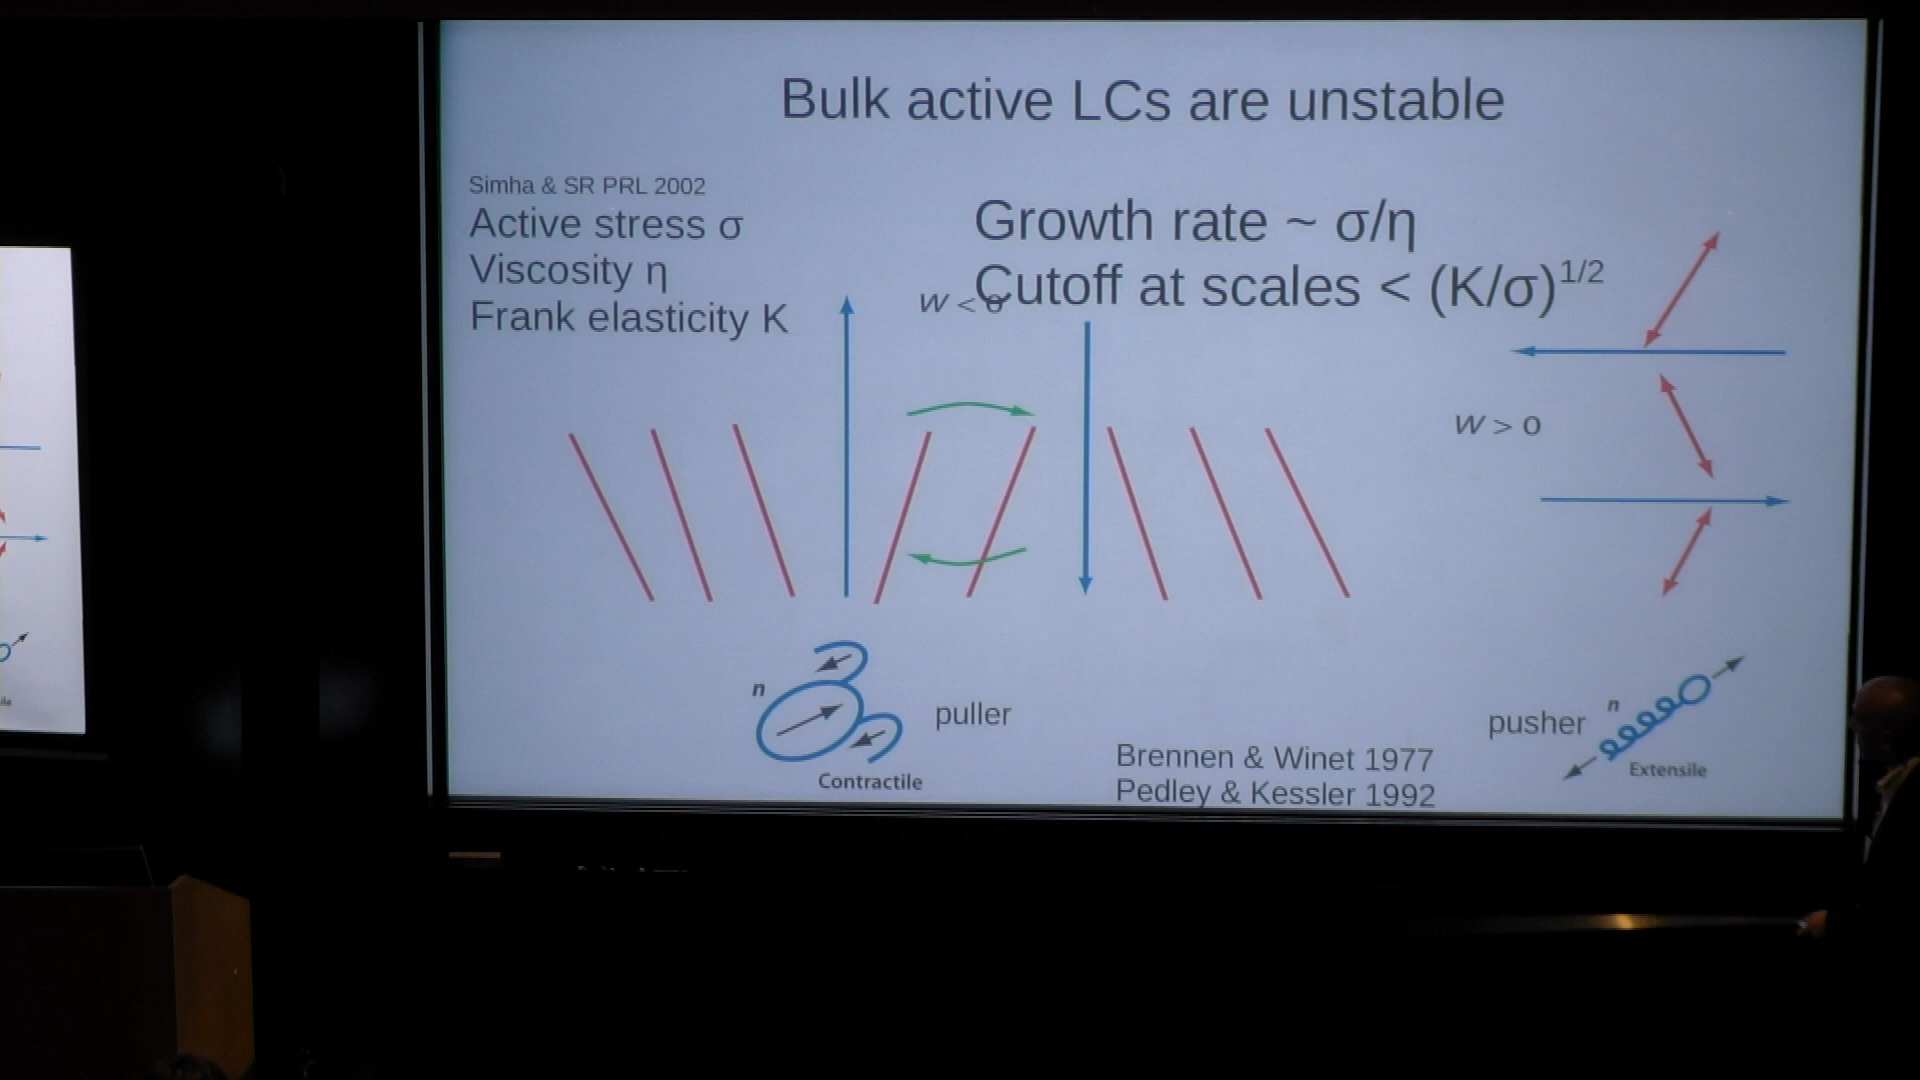 Bulk active LCs are unstable
Simha & SR PRL 2002
Active stress σ
Viscosity η
Frank elasticity K
Growth rate ~ σ/η
Cutoff at scales < (K/σ)^1/2
w < 0
w > 0
n
puller
Contractile
Brennen & Winet 1977
Pedley & Kessler 1992
pusher
n
Extensile